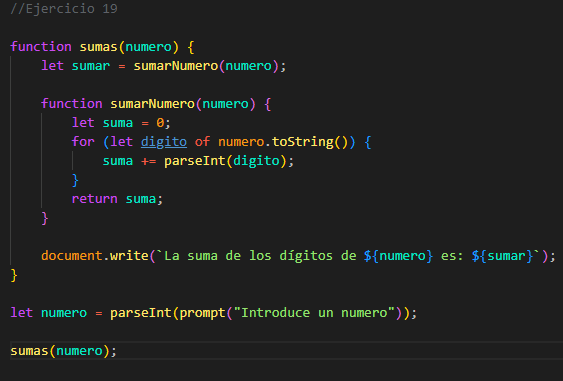 //Ejercicio 19
function sumas(numero) {
let sumar = sumarNumero(numero);
function sumarNumero(numero) {
let suma = 0;
for (let digito of numero.toString()) {
suma += parseInt(digito);
}
return suma;
}
document.write(`La suma de los dígitos de ${numero} es: ${sumar}`);
}
let numero = parseInt(prompt("Introduce un numero"));
sumas(numero);